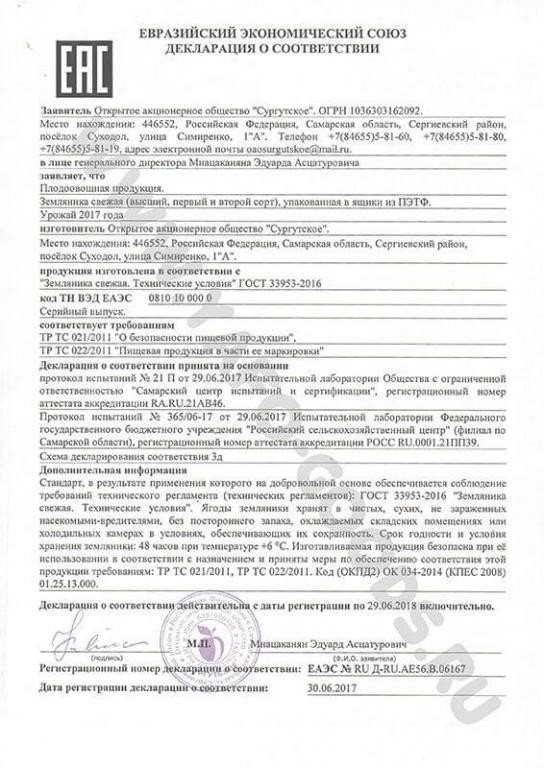 ЕВРАЗИЙСКИЙ ЭКОНОМИЧЕСКИЙ СОЮЗ
ДЕКЛАРАЦИЯ О СООТВЕТСТВИИ
EAC
Заявитель Открытое акционерное общество "Сургутское". ОГРН 1036303162092.
Место нахождения: 446552, Российская Федерация, Самарская область, Сергиевский район,
посёлок Суходол, улица Симиренко, 1"А". Телефон +7(84655)5-81-60, +7(84655)5-81-80,
+7(84655)5-81-19, адрес электронной почты oaosurgutskoe@mail.ru.
в лице генерального директора Мнацаканяна Эдуарда Асцатуровича
заявляет, что
Плодоовощная продукция.
Земляника свежая (высший, первый и второй сорт), упакованная в ящики из ПЭТФ.
Урожай 2017 года
изготовитель Открытое акционерное общество "Сургутское".
Место нахождения: 446552, Российская Федерация, Самарская область, Сергиевский район,
посёлок Суходол, улица Симиренко, 1"А".
продукция изготовлена в соответствии с
"Земляника свежая. Технические условия" ГОСТ 33953-2016
код ТН ВЭД ЕАЭС 0810 10 000 0
Серийный выпуск.
соответствует требованиям
ТР ТС 021/2011 "О безопасности пищевой продукции",
ТР ТС 022/2011 "Пищевая продукция в части ее маркировки"
Декларация о соответствии принята на основании
протокол испытаний № 21 П от 29.06.2017 Испытательной лаборатории Общества с ограниченной
ответственностью "Самарский центр испытаний и сертификации", регистрационный номер
аттестата аккредитации RA.RU.21АВ46.
Протокол испытаний № 365/06-17 от 29.06.2017 Испытательной лаборатории Федерального
государственного бюджетного учреждения "Российский сельскохозяйственный центр" (филиал по
Самарской области), регистрационный номер аттестата аккредитации РОСС RU.0001.21ПП39.
Схема декларирования соответствия 3д
Дополнительная информация
Стандарт, в результате применения которого на добровольной основе обеспечивается соблюдение
требований технического регламента (технических регламентов): ГОСТ 33953-2016 "Земляника
свежая. Технические условия". Ягоды земляники хранят в чистых, сухих, не зараженных
насекомыми-вредителями, без постороннего запаха, охлаждаемых складских помещениях или
холодильных камерах в условиях, обеспечивающих их сохранность. Срок годности и условия
хранения земляники: 48 часов при температуре +6 °С. Изготавливаемая продукция безопасна при её
использовании в соответствии с назначением и приняты меры по обеспечению соответствия этой
продукции требованиям: ТР ТС 021/2011, ТР ТС 022/2011. Код (ОКПД2) ОК 034-2014 (КПЕС 2008)
01.25.13.000.
Декларация о соответствии действительна с даты регистрации по 29.06.2018 включительно.
М.П. Мнацаканян Эдуард Асцатурович
(подпись) (Ф.И.О. заявителя)
Регистрационный номер декларации о соответствии ЕАЭС № RU Д-RU.АЕ56.В.06167
Дата регистрации декларации о соответствии 30.06.2017